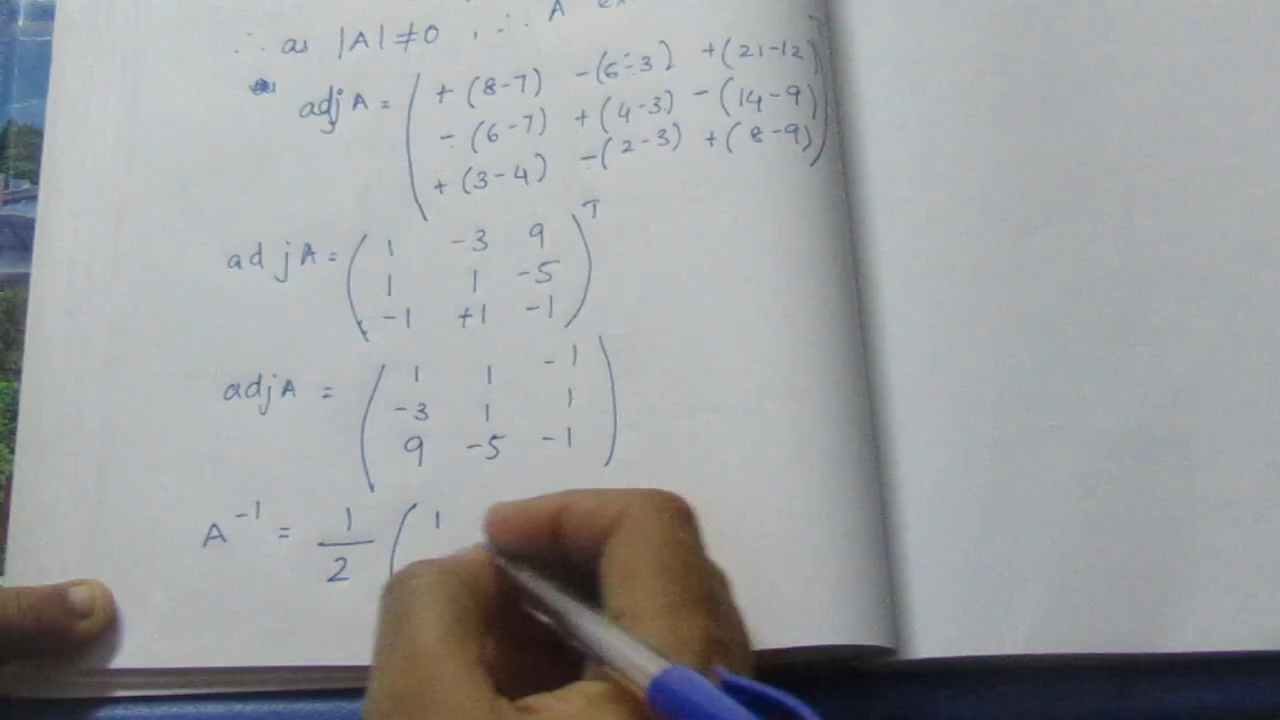 ∴ as |A| ≠ 0 , ∴ A
adj A = ( + (8-7) -(6-3) +(21-12)
- (6-7) + (4-3) - (14-9)
+ (3-4) -(2-3) + (8-9) )
adj A = ( 1 -3 9
1 1 -5
-1 +1 -1 )T
adj A = ( 1 1 -1
-3 1 1
9 -5 -1 )
A-1 = 1/2 ( 1